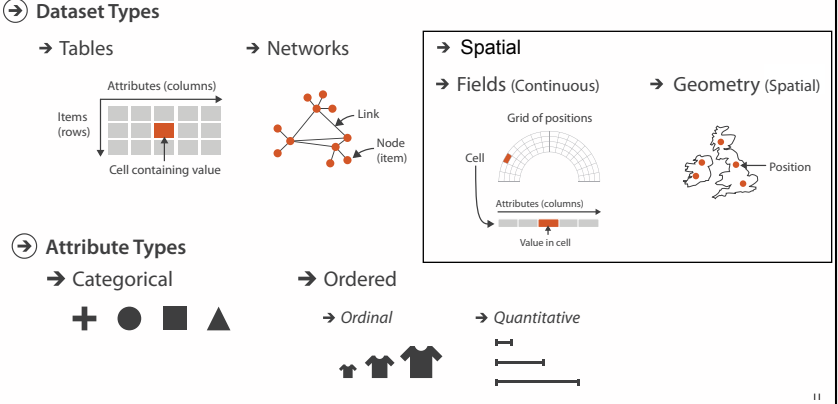 Dataset Types
→ Tables
→ Networks
→ Spatial
→ Fields (Continuous)
→ Geometry (Spatial)
Attributes (columns)
Items
(rows)
Cell containing value
Link
Node
(item)
Grid of positions
Cell
Attributes (columns)
Value in cell
Position
Attribute Types
→ Categorical
→ Ordered
→ Ordinal
→ Quantitative